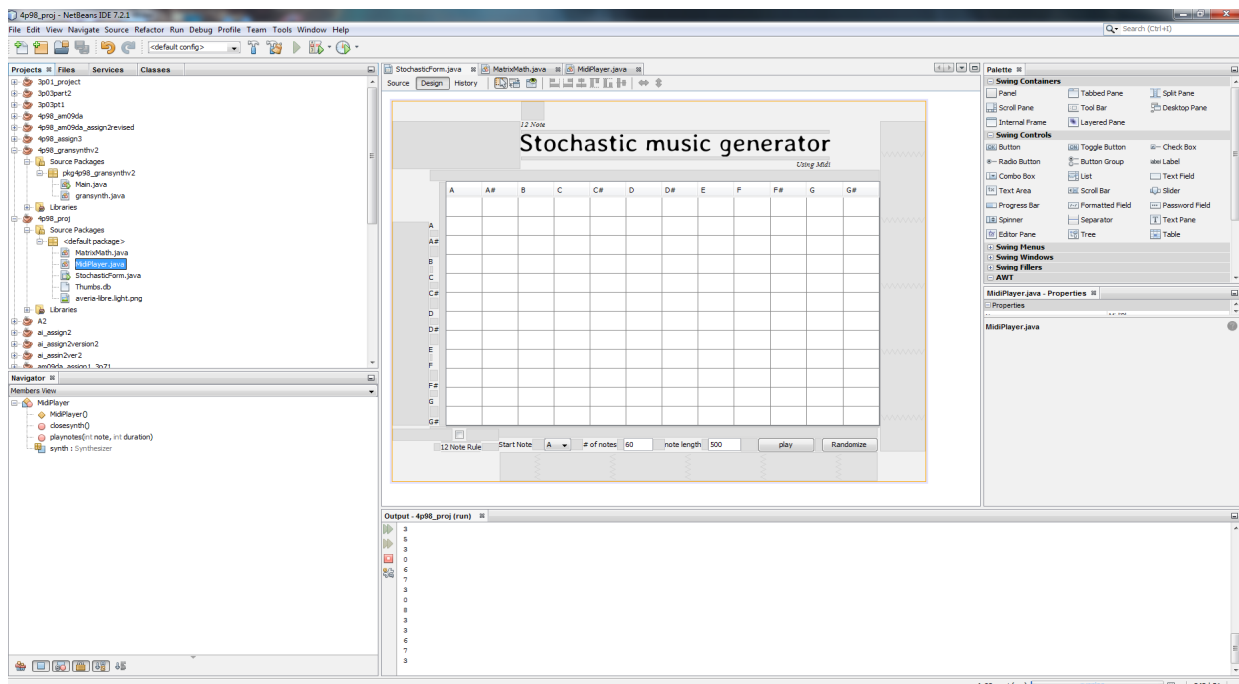 4p98_proj - NetBeans IDE 7.2.1
File Edit View Navigate Source Refactor Run Debug Profile Team Tools Window Help
Search (Ctrl+I)
<default config>
Projects Files Services Classes
3p01_project
3p03part2
3p03pt1
4p98_am09da
4p98_am09da_assign2revised
4p98_assign3
4p98_gransynthv2
Source Packages
pkg4p98_gransynthv2
Main.java
gransynth.java
Libraries
4p98_proj
Source Packages
<default package>
MatrixMath.java
MidiPlayer.java
StochasticForm.java
Thumbs.db
averia-libre.light.png
Libraries
A2
ai_assign2
ai_assign2version2
ai_assin2ver2
am09da_assign1_3p71
Navigator
Members View
MidiPlayer
MidiPlayer()
closesynth()
playnotes(int note, int duration)
synth : Synthesizer
StochasticForm.java MatrixMath.java MidiPlayer.java
Source Design History
12 Note
Stochastic music generator
Using Midi
A A# B C C# D D# E F F# G G#
A
A#
B
C
C#
D
D#
E
F
F#
G
G#
12 Note Rule Start Note A # of notes 60 note length 500 play Randomize
Output - 4p98_proj (run)
3
5
3
0
6
7
3
0
8
3
3
6
7
3
Palette
Swing Containers
Panel Tabbed Pane Split Pane
Scroll Pane Tool Bar Desktop Pane
Internal Frame Layered Pane
Swing Controls
Button Toggle Button Check Box
Radio Button Button Group Label
Combo Box List Text Field
Text Area Scroll Bar Slider
Progress Bar Formatted Field Password Field
Spinner Separator Text Pane
Editor Pane Tree Table
Swing Menus
Swing Windows
Swing Fillers
AWT
MidiPlayer.java - Properties
Properties
MidiPlayer.java